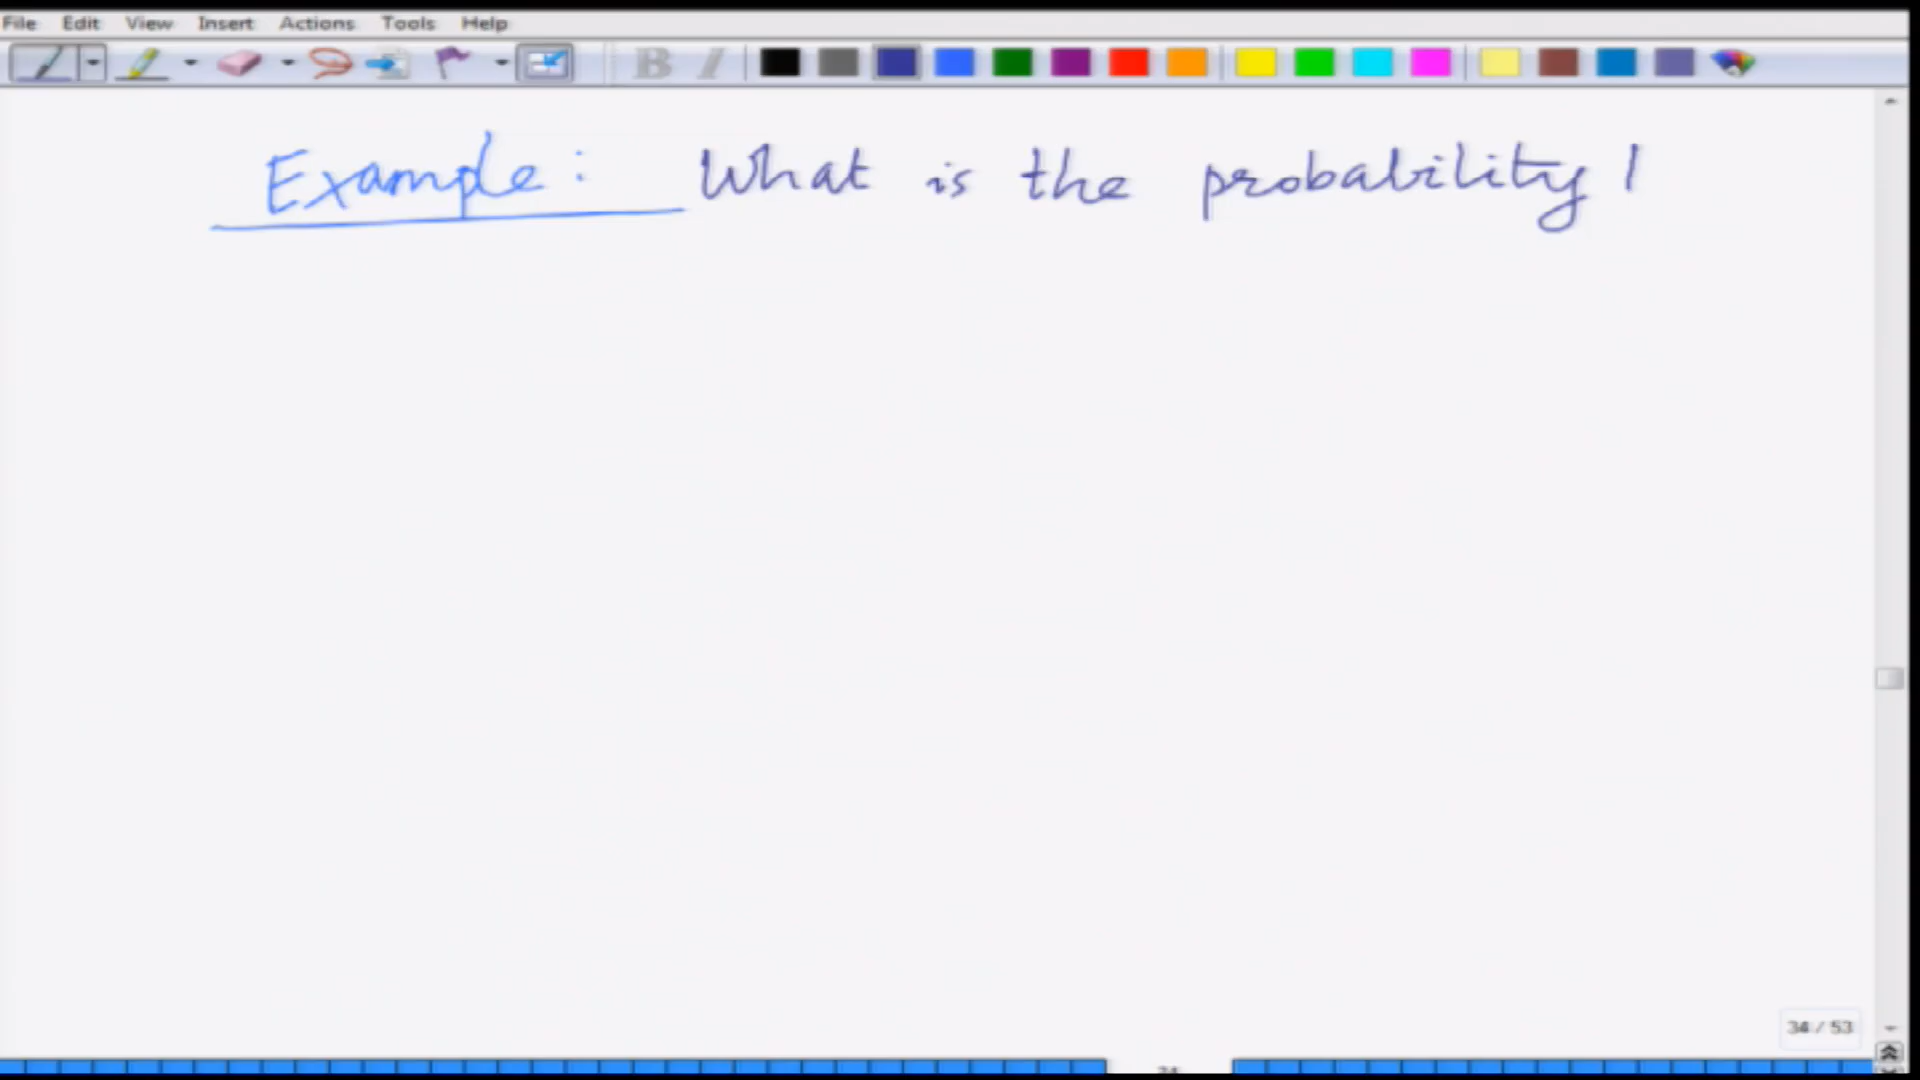 File Edit View Insert Actions Tools Help
B I
Example: What is the probability
34 / 53